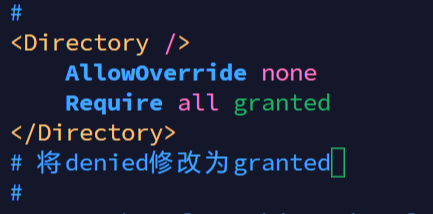 #
<Directory />
    AllowOverride none
    Require all granted
</Directory>
# 将denied修改为granted
#